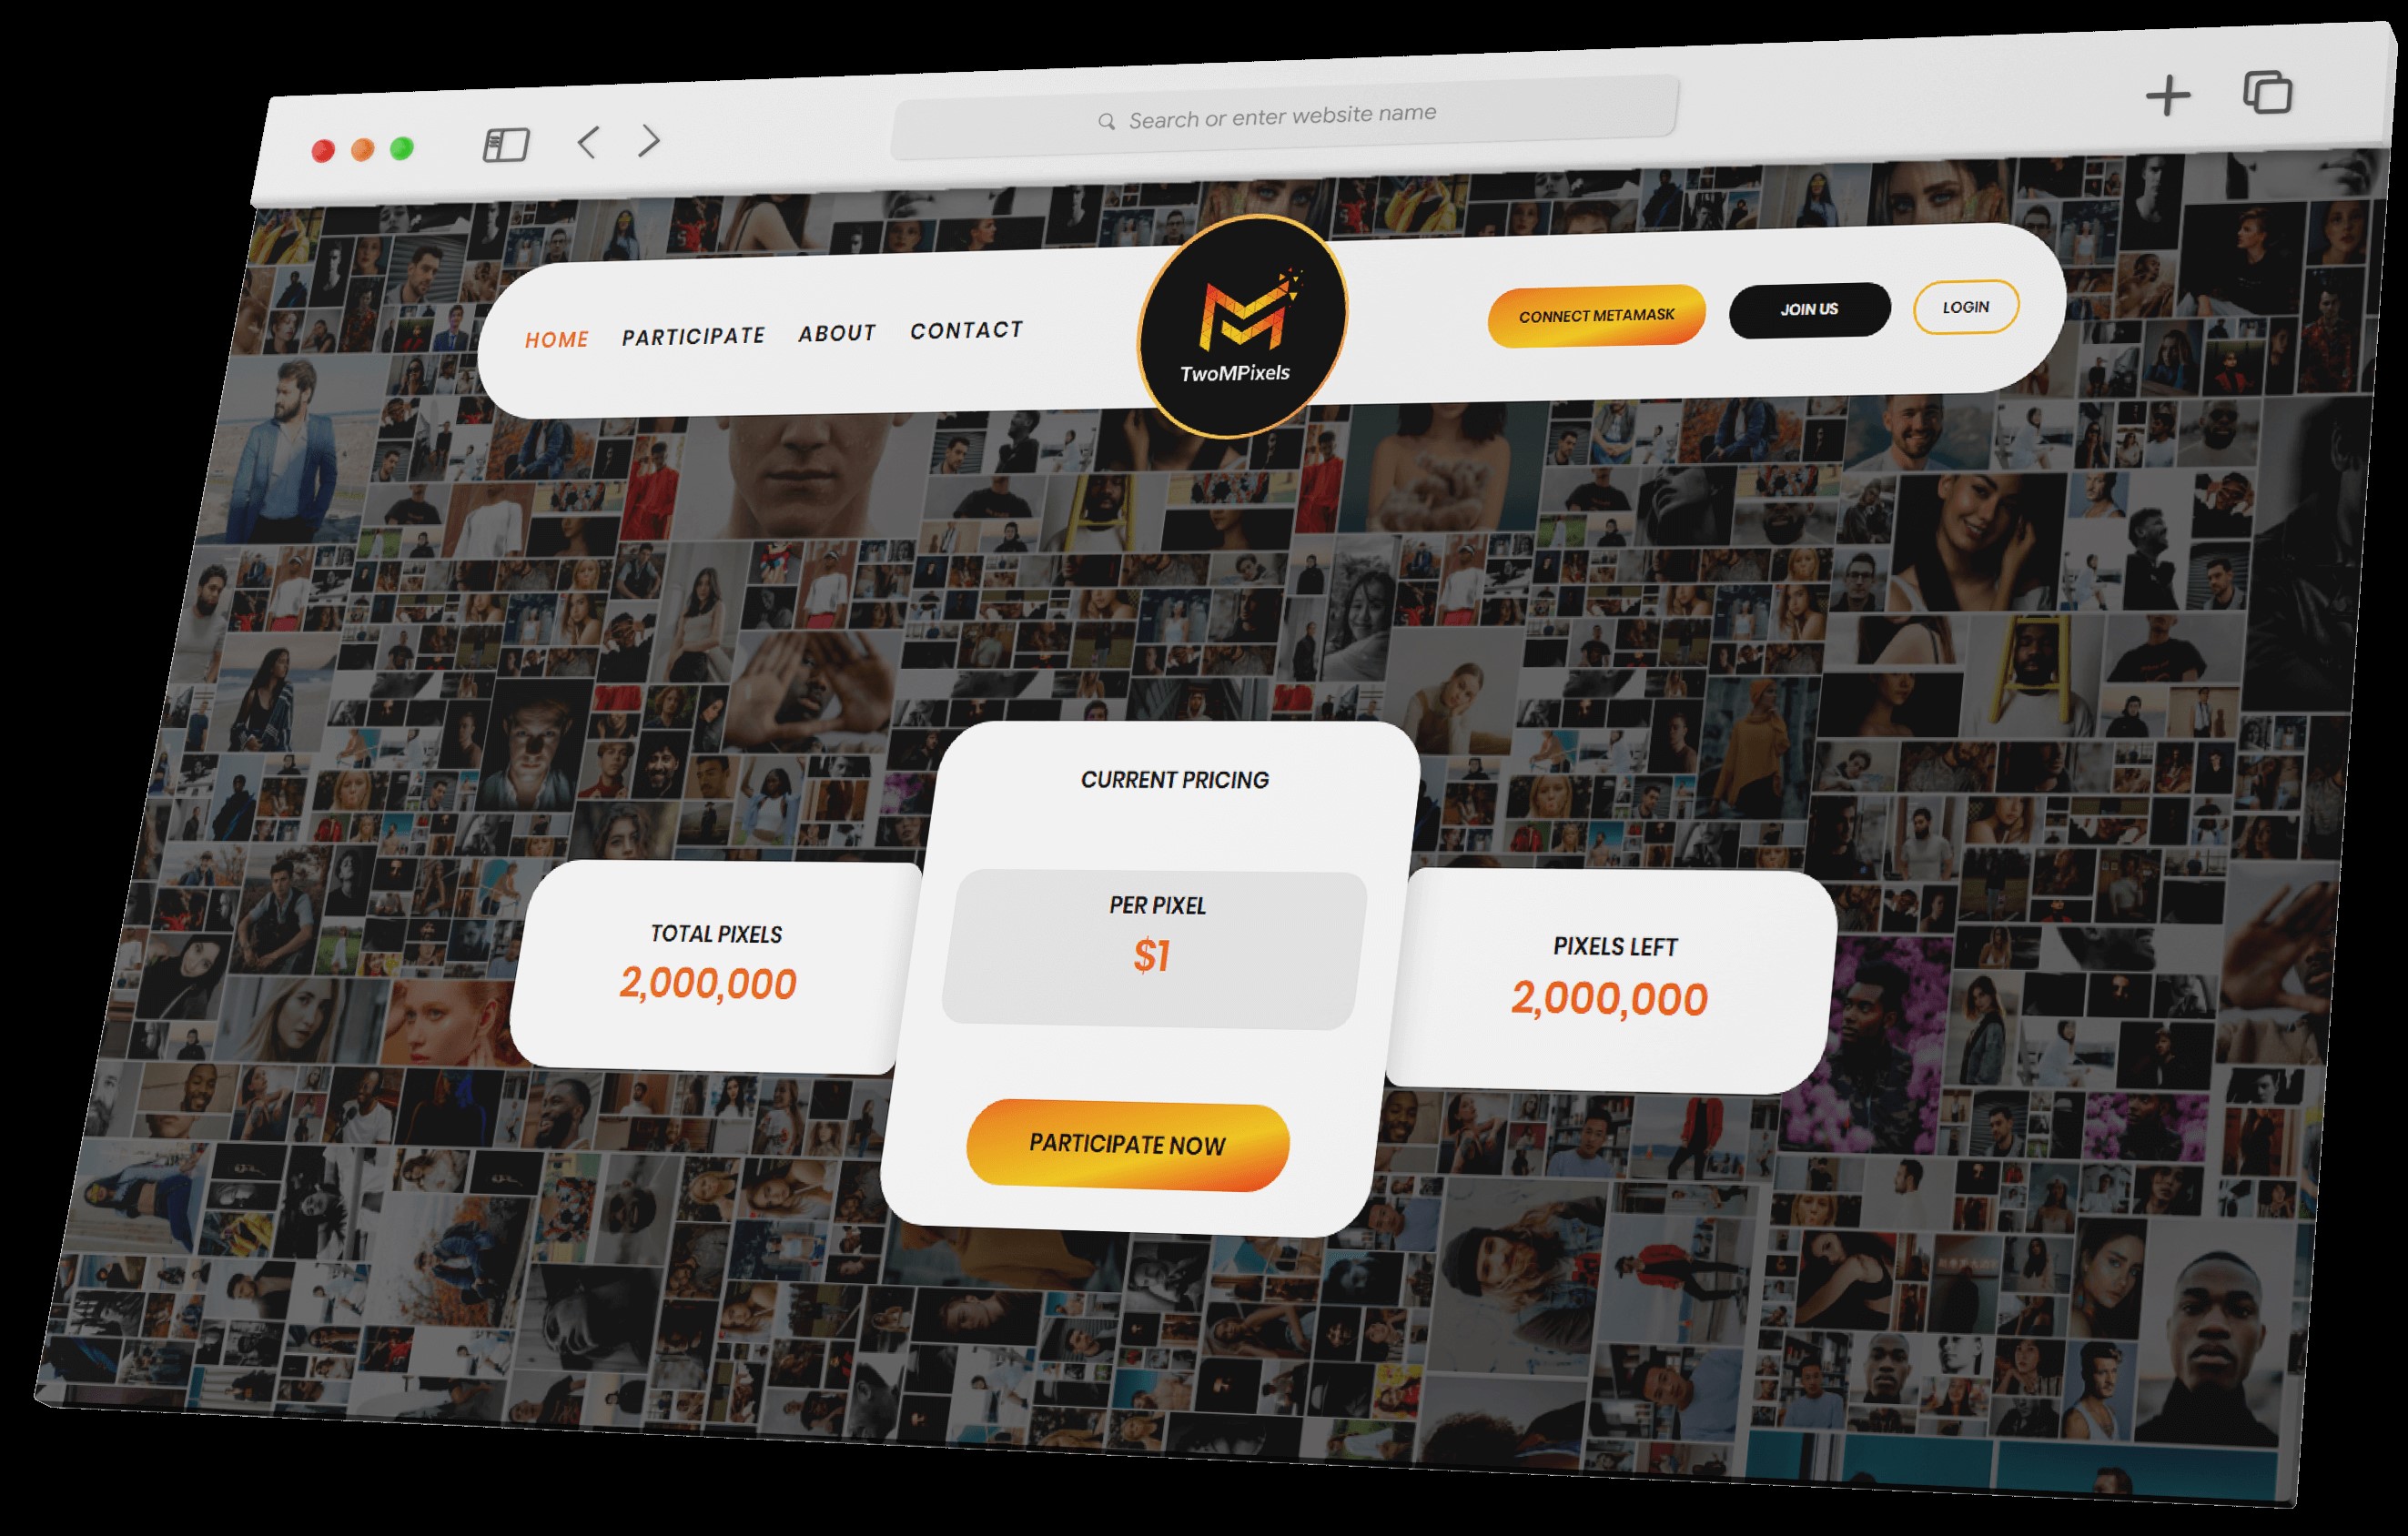 Search or enter website name
HOME PARTICIPATE ABOUT CONTACT
TwoMPixels
CONNECT METAMASK JOIN US LOGIN
CURRENT PRICING
PER PIXEL
$1
TOTAL PIXELS
2,000,000
PIXELS LEFT
2,000,000
PARTICIPATE NOW